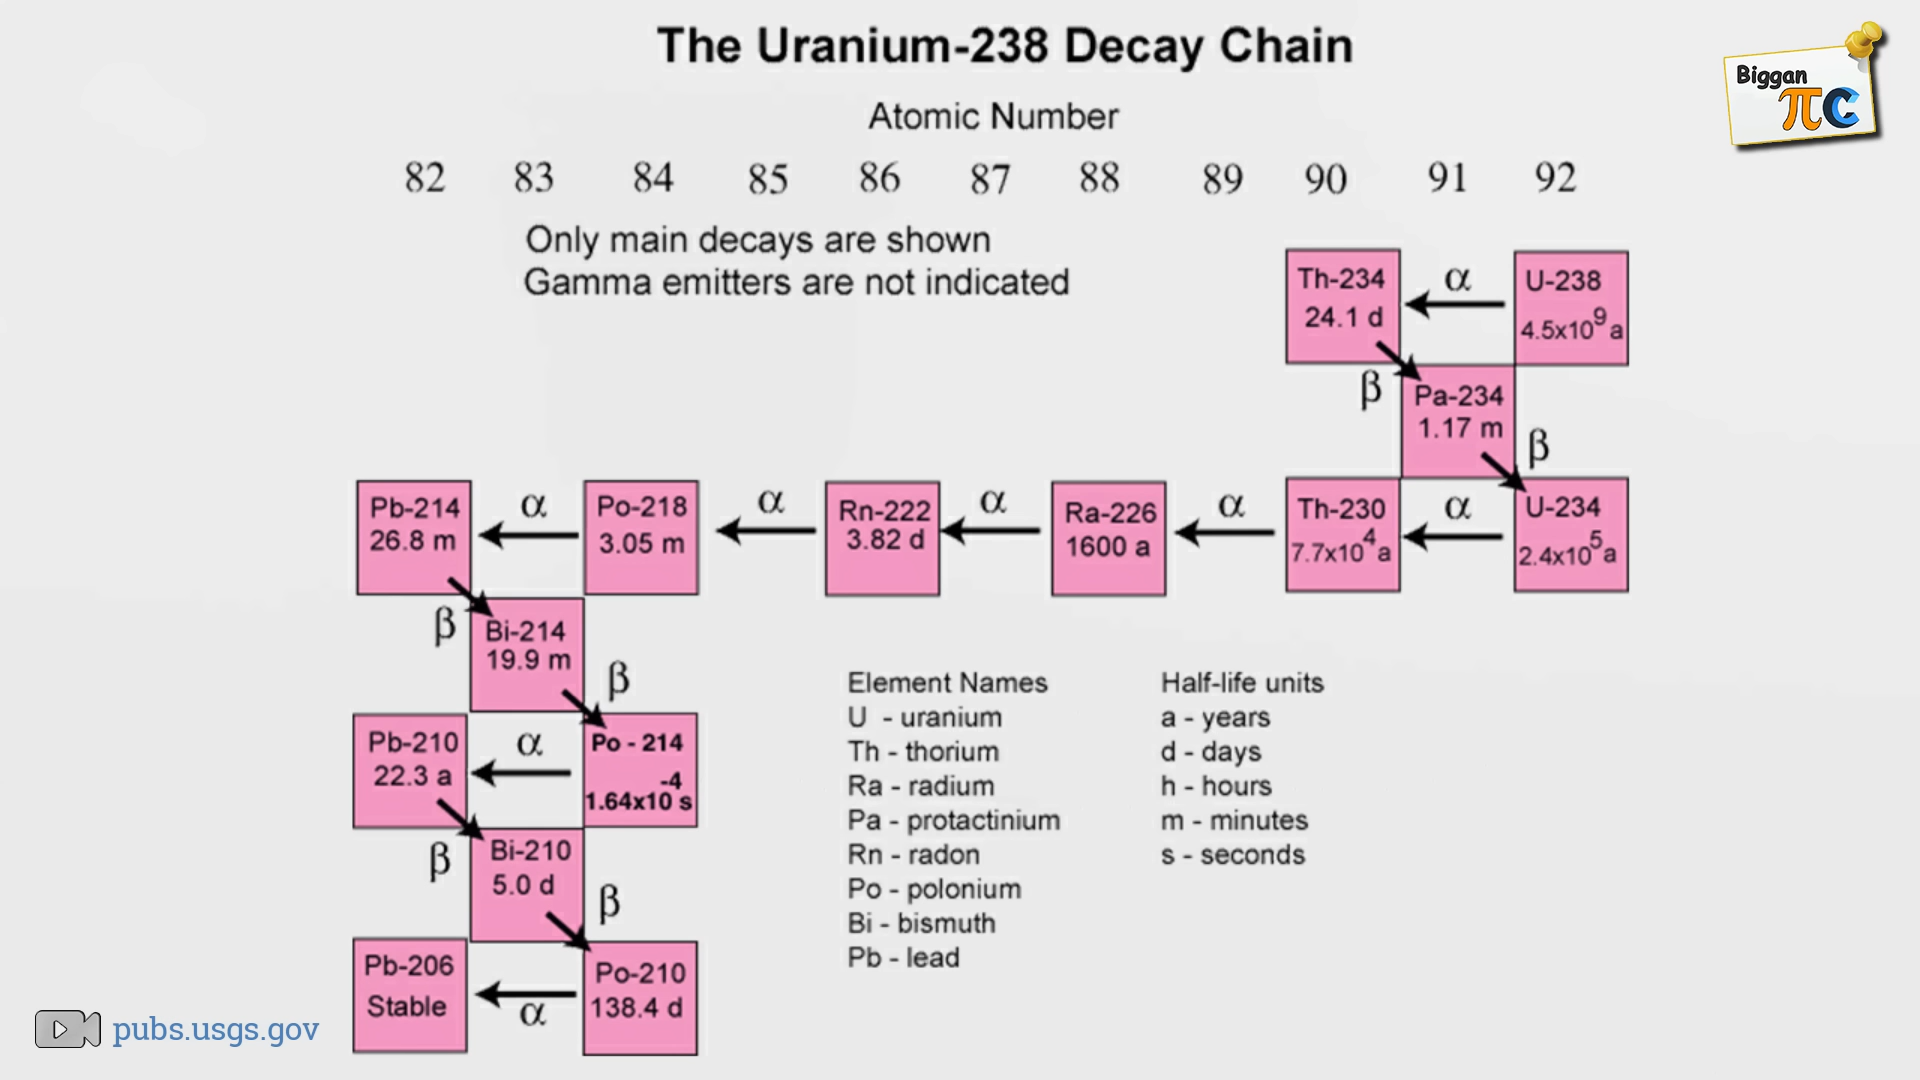 The Uranium-238 Decay Chain
Biggan
πC
Atomic Number
82 83 84 85 86 87 88 89 90 91 92
Only main decays are shown
Gamma emitters are not indicated
Th-234
24.1 d
α
U-238
4.5x10⁹a
β
Pa-234
1.17 m
β
Pb-214
26.8 m
α
Po-218
3.05 m
α
Rn-222
3.82 d
α
Ra-226
1600 a
α
Th-230
7.7x10⁴a
α
U-234
2.4x10⁵a
β
Bi-214
19.9 m
β
Pb-210
22.3 a
α
Po - 214
-4
1.64x10 s
β
Bi-210
5.0 d
β
Pb-206
Stable
α
Po-210
138.4 d
Element Names
U - uranium
Th - thorium
Ra - radium
Pa - protactinium
Rn - radon
Po - polonium
Bi - bismuth
Pb - lead
Half-life units
a - years
d - days
h - hours
m - minutes
s - seconds
pubs.usgs.gov